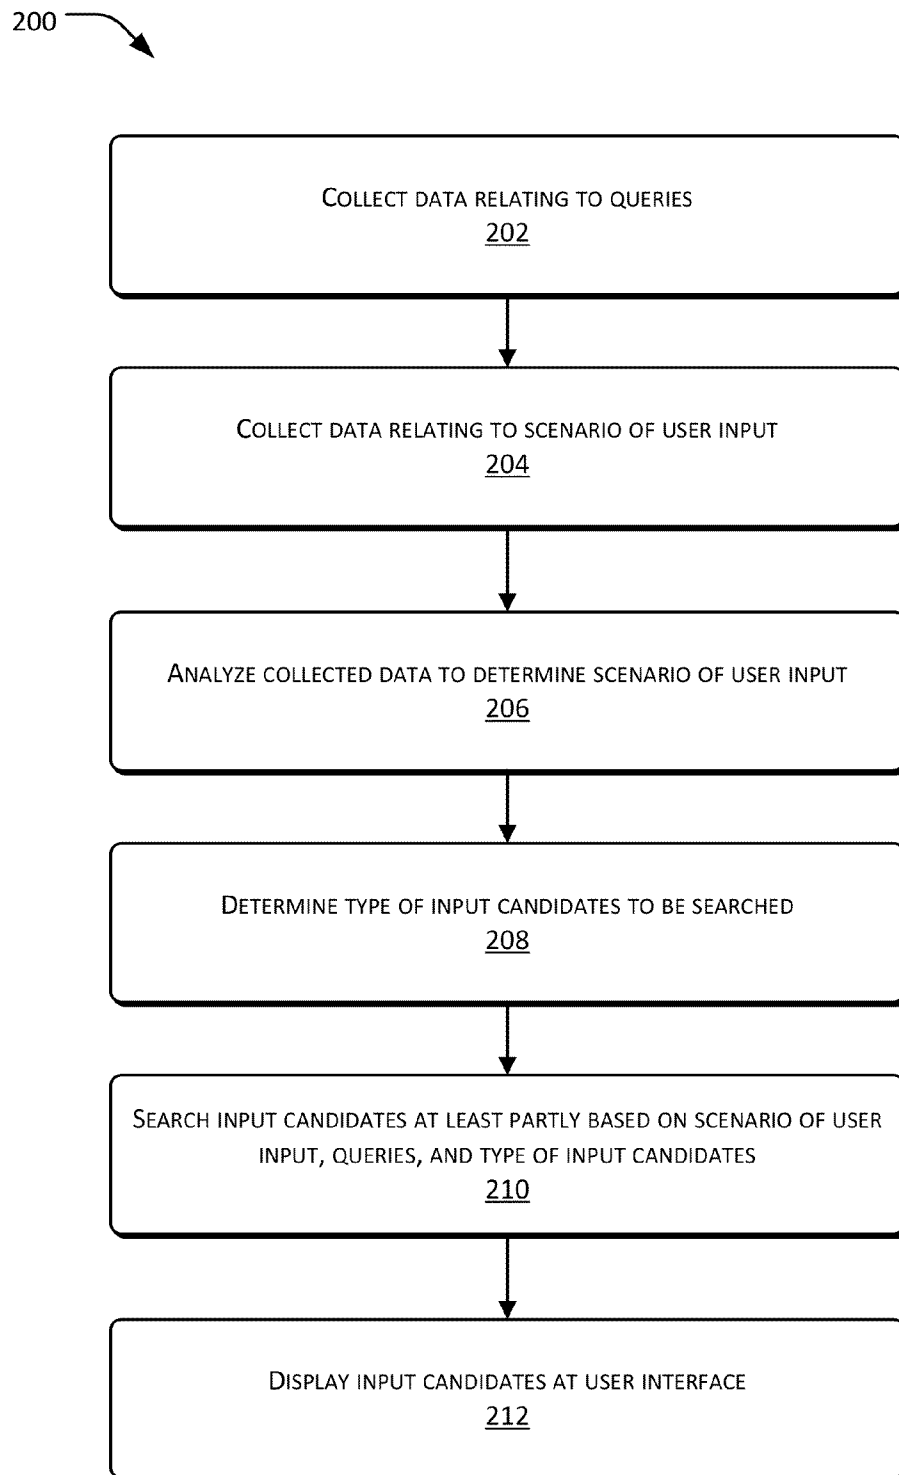 200
COLLECT DATA RELATING TO QUERIES
202
COLLECT DATA RELATING TO SCENARIO OF USER INPUT
204
ANALYZE COLLECTED DATA TO DETERMINE SCENARIO OF USER INPUT
206
DETERMINE TYPE OF INPUT CANDIDATES TO BE SEARCHED
208
SEARCH INPUT CANDIDATES AT LEAST PARTLY BASED ON SCENARIO OF USER
INPUT, QUERIES, AND TYPE OF INPUT CANDIDATES
210
DISPLAY INPUT CANDIDATES AT USER INTERFACE
212